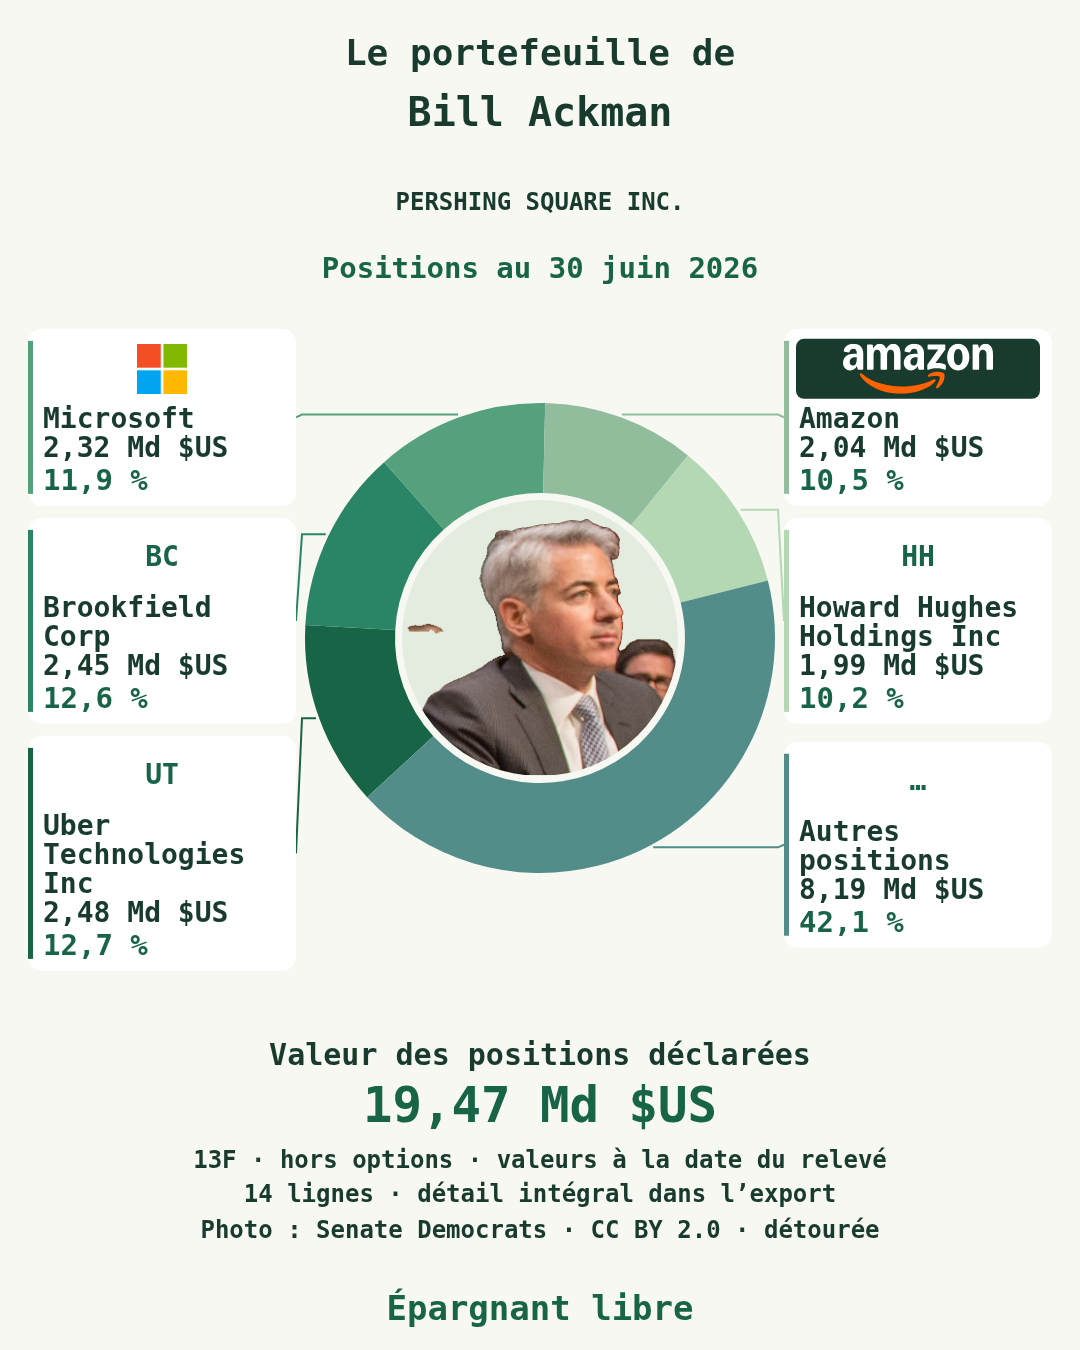 Le portefeuille de
Bill Ackman
PERSHING SQUARE INC.
Positions au 30 juin 2026
Microsoft
2,32 Md $US
11,9 %
BC
Brookfield
Corp
2,45 Md $US
12,6 %
UT
Uber
Technologies
Inc
2,48 Md $US
12,7 %
amazon
Amazon
2,04 Md $US
10,5 %
HH
Howard Hughes
Holdings Inc
1,99 Md $US
10,2 %
…
Autres
positions
8,19 Md $US
42,1 %
Valeur des positions déclarées
19,47 Md $US
13F · hors options · valeurs à la date du relevé
14 lignes · détail intégral dans l’export
Photo : Senate Democrats · CC BY 2.0 · détourée
Épargnant libre